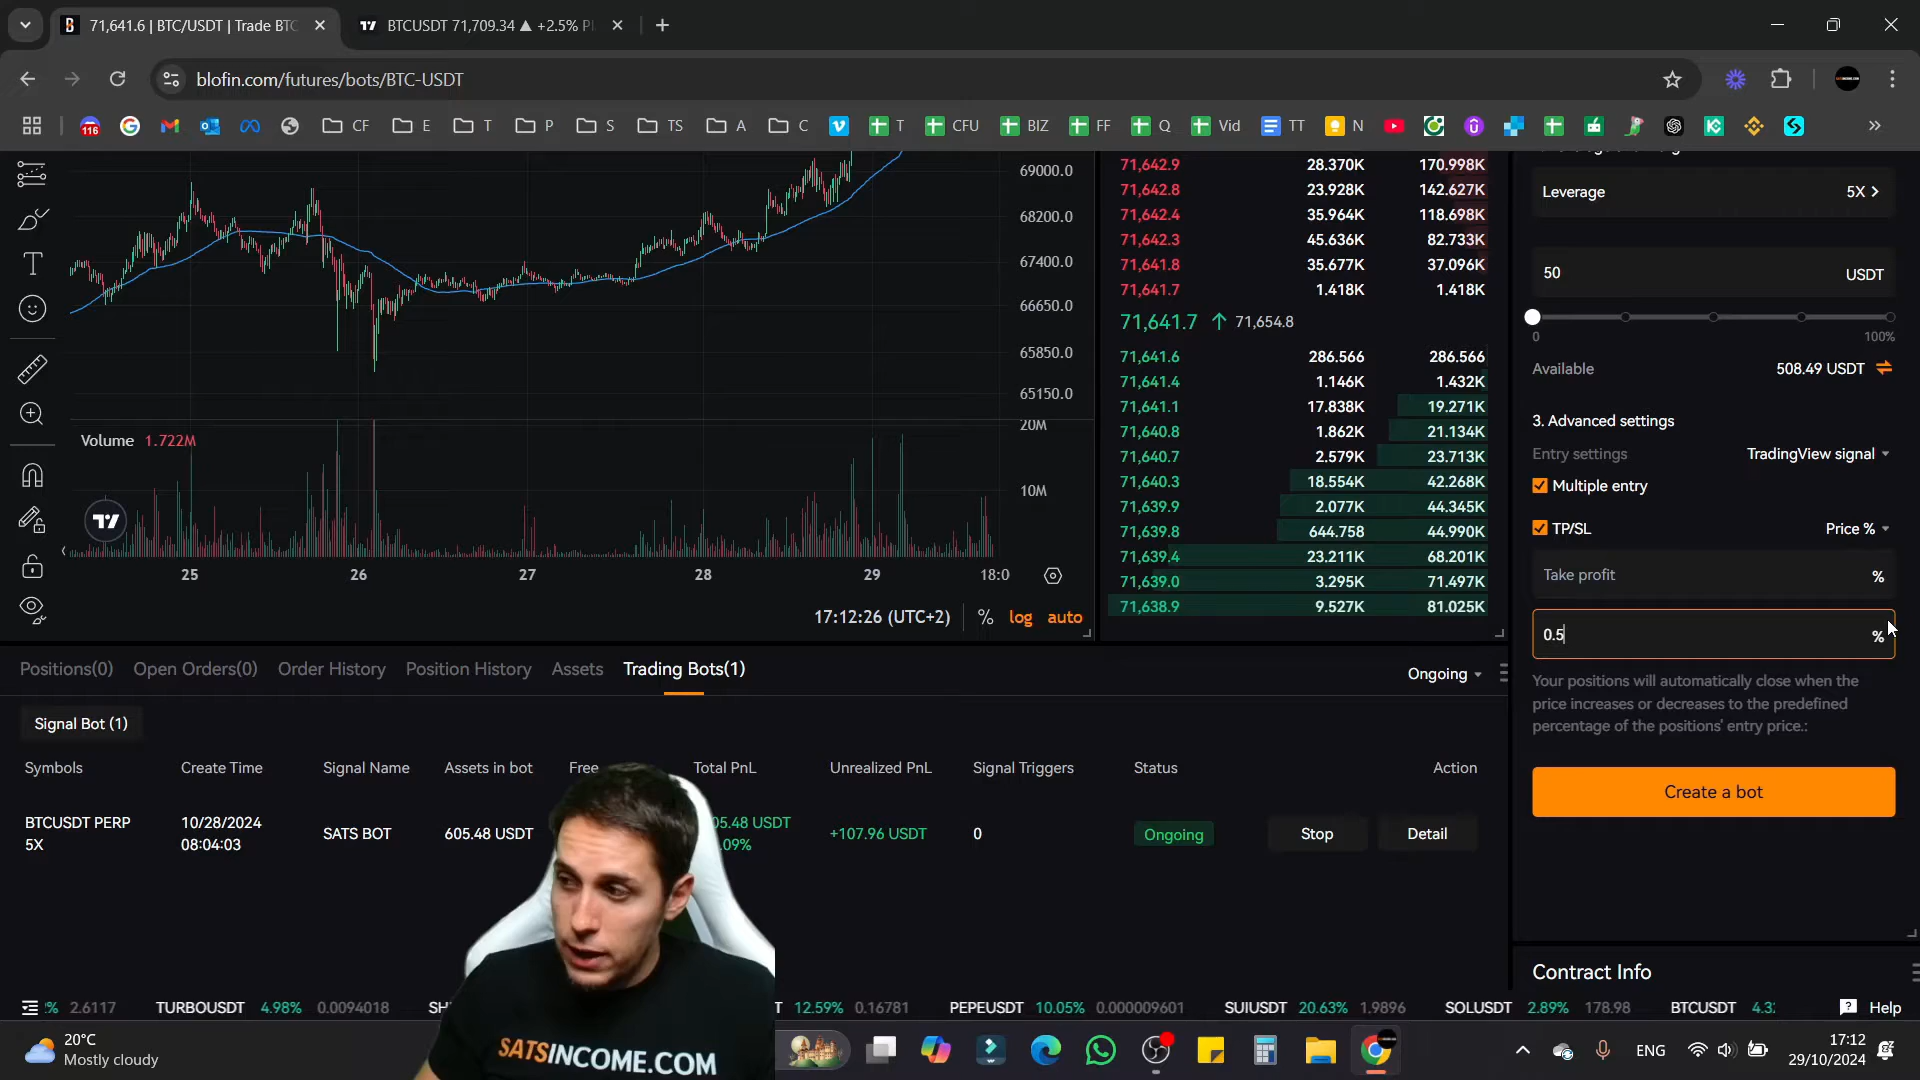 71,641.6 | BTC/USDT | Trade BTC
BTCUSDT 71,709.34 ▲ +2.5%
blofin.com/futures/bots/BTC-USDT
116
CF
E
T
P
S
TS
A
C
T
CFU
BIZ
FF
Q
Vid
TT
N
69000.0
68200.0
67400.0
66650.0
65850.0
65150.0
20M
10M
Volume 1.722M
25 26 27 28 29 18:0
17:12:26 (UTC+2) % log auto
71,642.9 28.370K 170.998K
71,642.8 23.928K 142.627K
71,642.4 35.964K 118.698K
71,642.3 45.636K 82.733K
71,641.8 35.677K 37.096K
71,641.7 1.418K 1.418K
71,641.7 ↑ 71,654.8
71,641.6 286.566 286.566
71,641.4 1.146K 1.432K
71,641.1 17.838K 19.271K
71,640.8 1.862K 21.134K
71,640.7 2.579K 23.713K
71,640.3 18.554K 42.268K
71,639.9 2.077K 44.345K
71,639.8 644.758 44.990K
71,639.4 23.211K 68.201K
71,639.0 3.295K 71.497K
71,638.9 9.527K 81.025K
Leverage 5X >
50 USDT
0 100%
Available 508.49 USDT
3. Advanced settings
Entry settings TradingView signal
Multiple entry
TP/SL Price %
Take profit %
0.5 %
Your positions will automatically close when the
price increases or decreases to the predefined
percentage of the positions' entry price.:
Create a bot
Contract Info
Positions(0) Open Orders(0) Order History Position History Assets Trading Bots(1) Ongoing
Signal Bot (1)
Symbols Create Time Signal Name Assets in bot Free Total PnL Unrealized PnL Signal Triggers Status Action
BTCUSDT PERP 10/28/2024 SATS BOT 605.48 USDT 05.48 USDT +107.96 USDT 0 Ongoing Stop Detail
5X 08:04:03 .09%
SATSINCOME.COM
% 2.6117 TURBOUSDT 4.98% 0.0094018 SH T 12.59% 0.16781 PEPEUSDT 10.05% 0.000009601 SUIUSDT 20.63% 1.9896 SOLUSDT 2.89% 178.98 BTCUSDT 4.3 Help
20°C
Mostly cloudy
ENG
17:12
29/10/2024